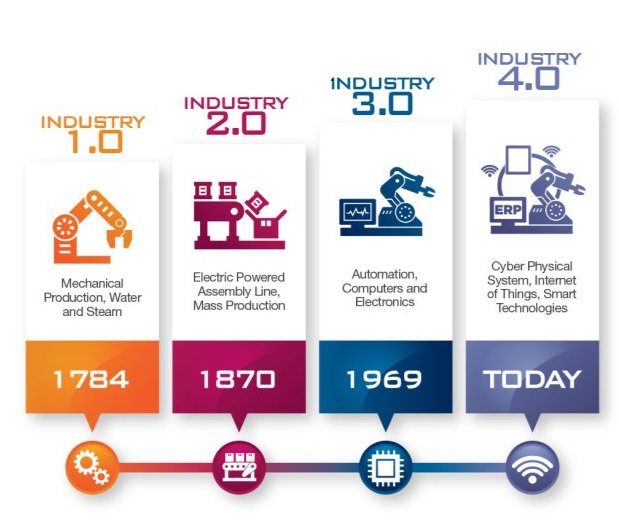 INDUSTRY
1.0
Mechanical
Production, Water
and Steam
1784
INDUSTRY
2.0
Electric Powered
Assembly Line,
Mass Production
1870
INDUSTRY
3.0
Automation,
Computers and
Electronics
1969
INDUSTRY
4.0
ERP
Cyber Physical
System, Internet
of Things, Smart
Technologies
TODAY